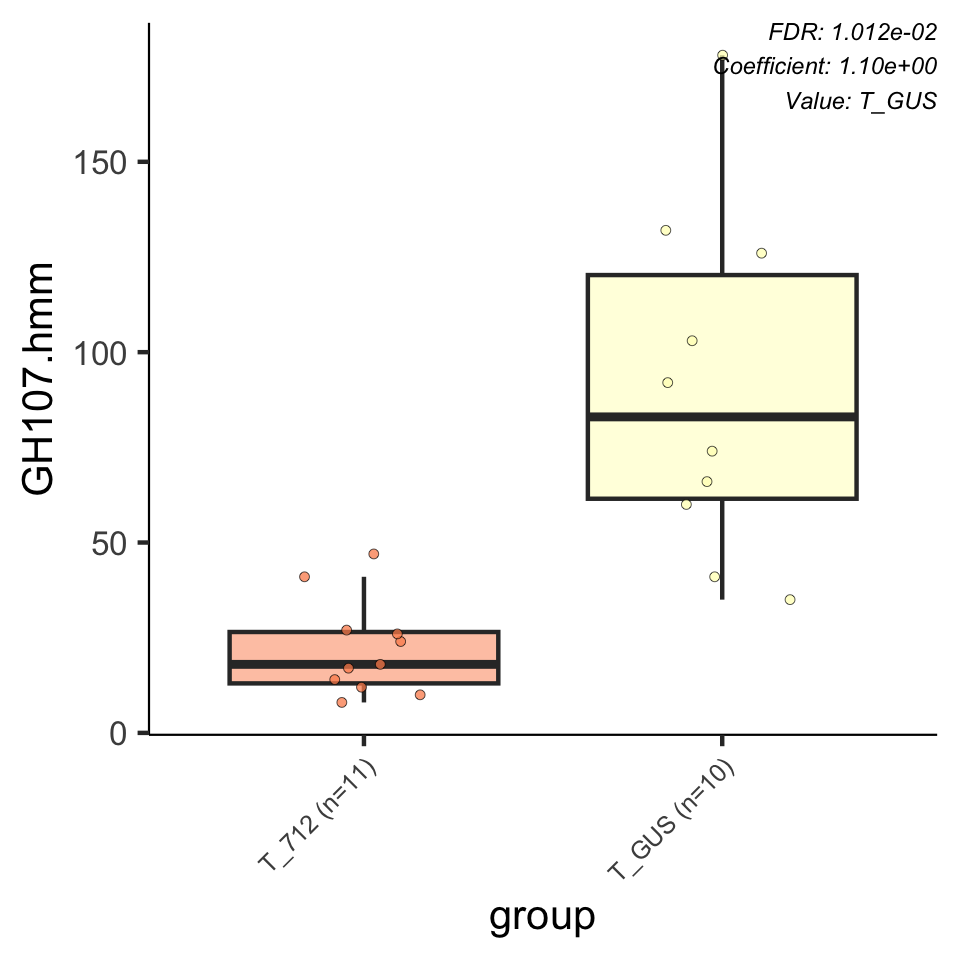 FDR: 1.012e-02
Coefficient: 1.10e+00
Value: T_GUS
GH107.hmm
150
100
50
0
T_712 (n=11)
T_GUS (n=10)
group